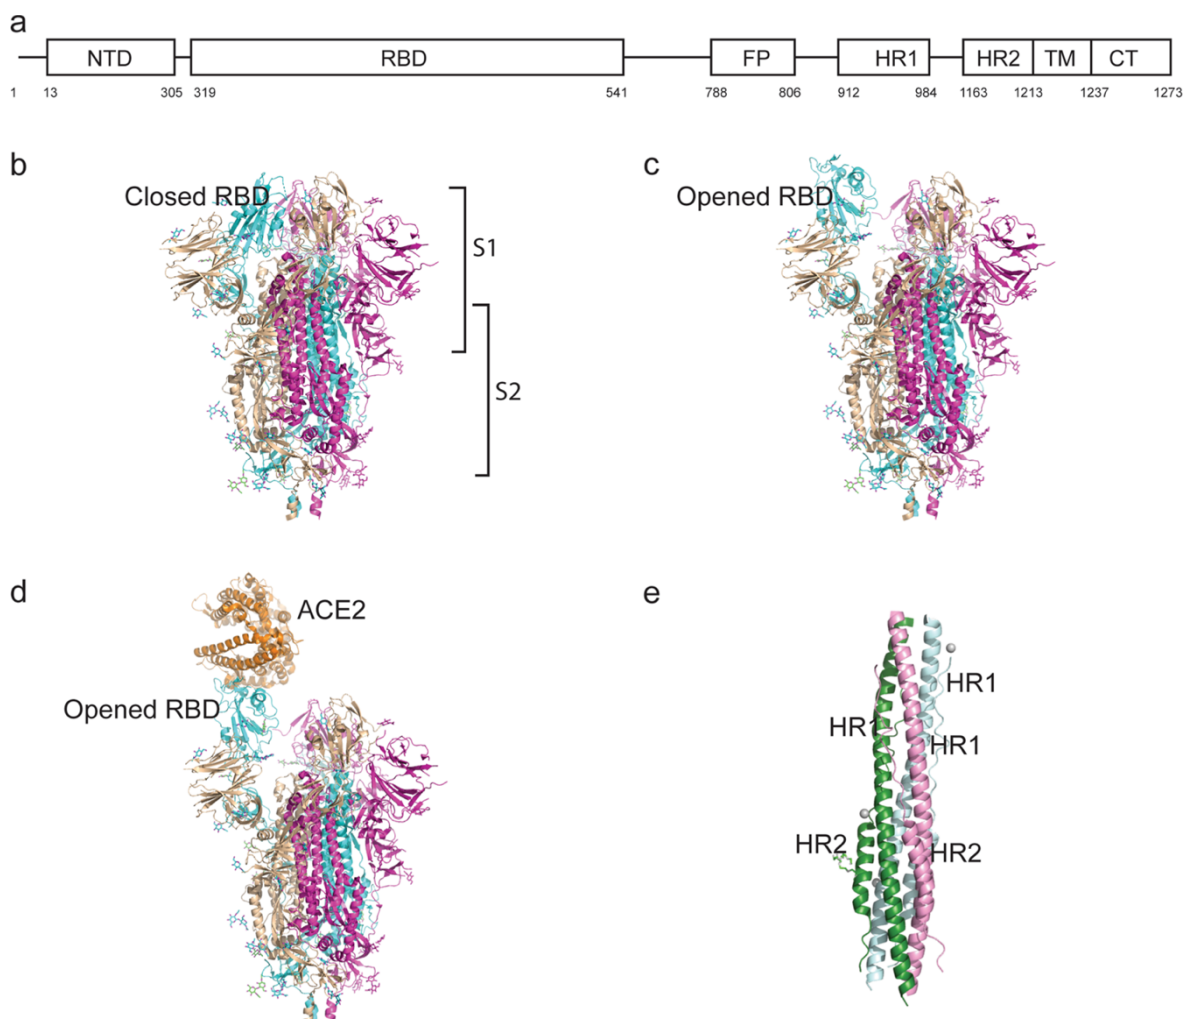 a
NTD RBD FP HR1 HR2 TM CT
1 13 305 319 541 788 806 912 984 1163 1213 1237 1273
b
Closed RBD
S1
S2
c
Opened RBD
d
ACE2
Opened RBD
e
HR1
HR1
HR1
HR2
HR2